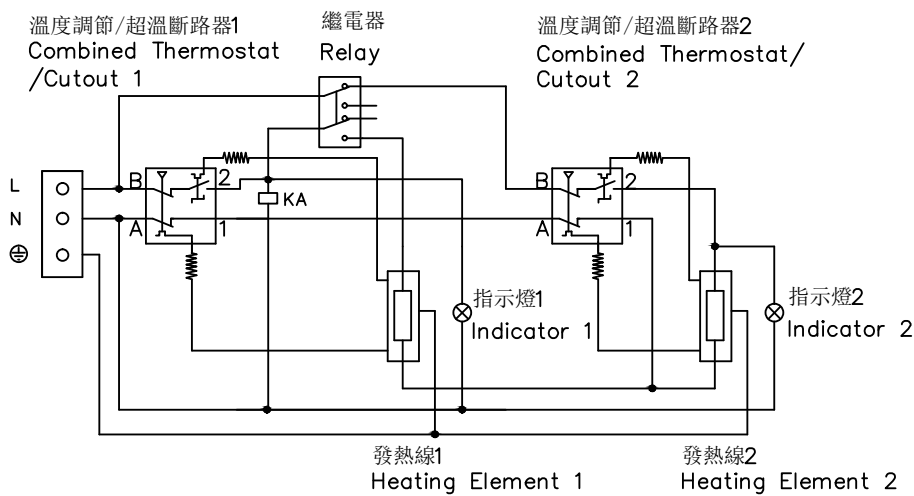 溫度調節/超溫斷路器1
Combined Thermostat
/Cutout 1
繼電器
Relay
溫度調節/超溫斷路器2
Combined Thermostat/
Cutout 2
L
N
B
2
A
1
KA
B
2
A
1
指示燈1
Indicator 1
指示燈2
Indicator 2
發熱線1
Heating Element 1
發熱線2
Heating Element 2